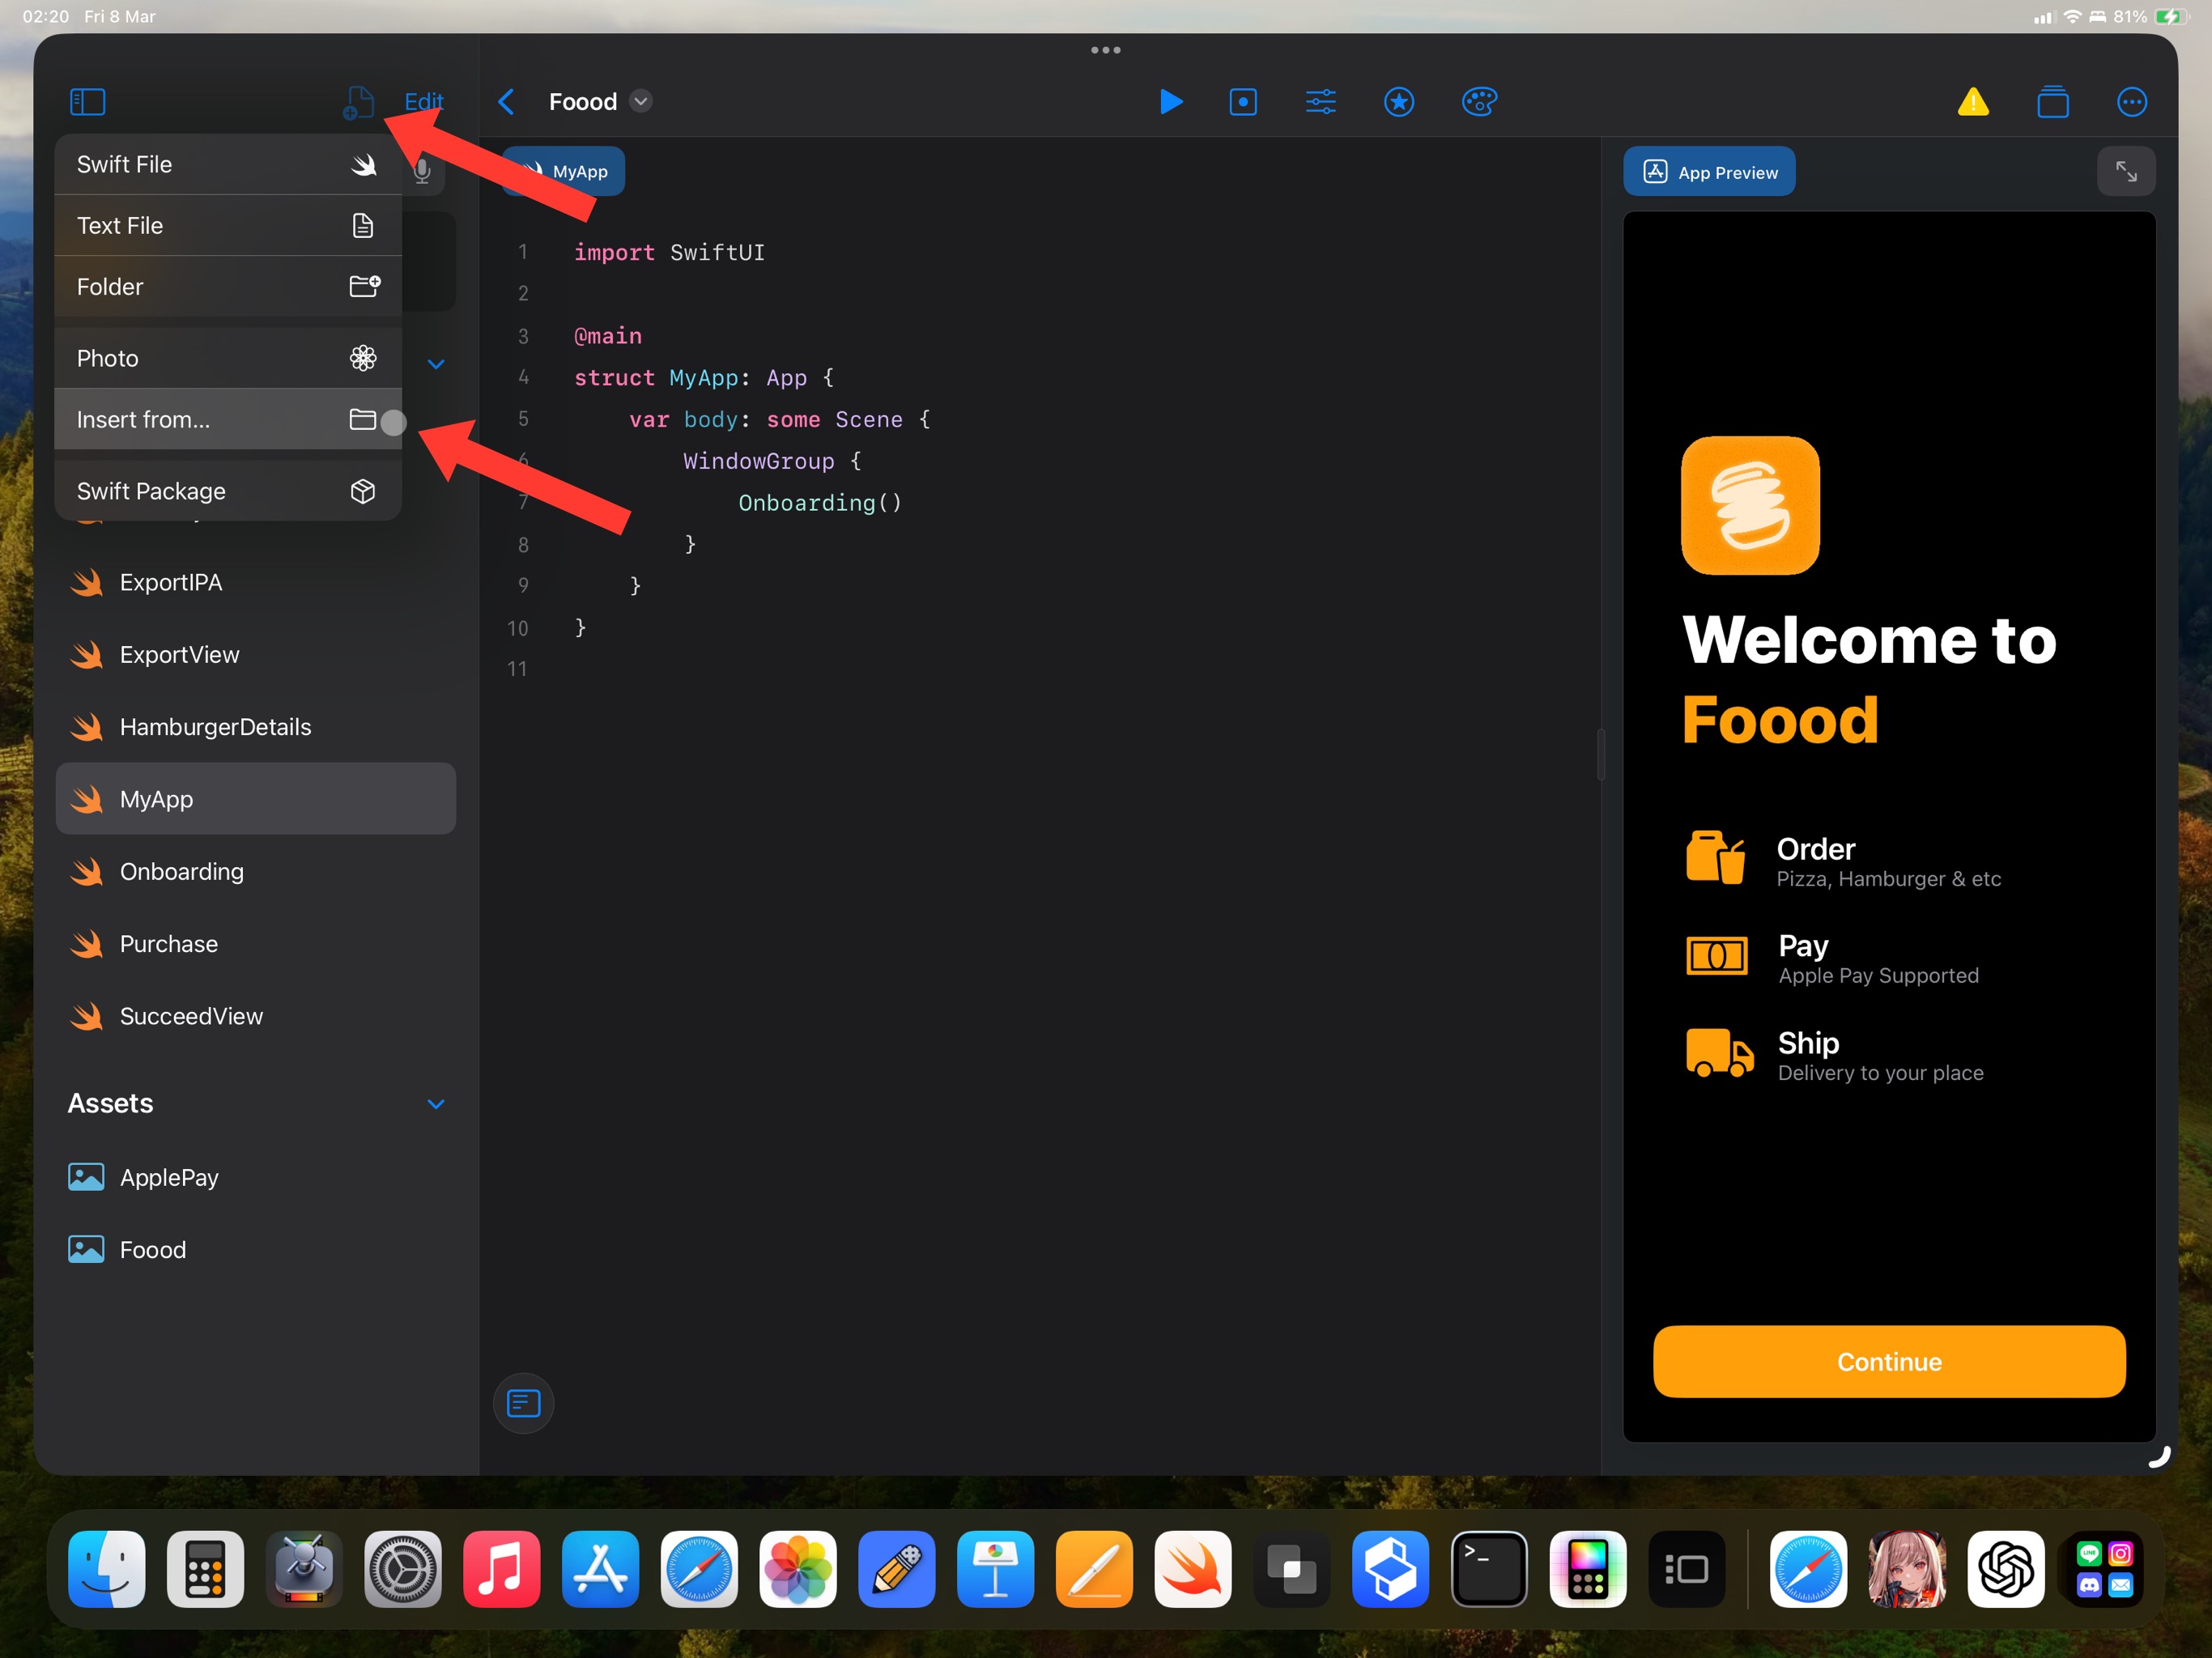 02:20 Fri 8 Mar
81%
Edit
Foood
Swift File
Text File
Folder
Photo
Insert from...
Swift Package
ExportIPA
ExportView
HamburgerDetails
MyApp
Onboarding
Purchase
SucceedView
Assets
ApplePay
Foood
MyApp
1 import SwiftUI
2
3 @main
4 struct MyApp: App {
5 var body: some Scene {
6 WindowGroup {
7 Onboarding()
8 }
9 }
10 }
11
App Preview
Welcome to
Foood
Order
Pizza, Hamburger & etc
Pay
Apple Pay Supported
Ship
Delivery to your place
Continue
>_
LINE